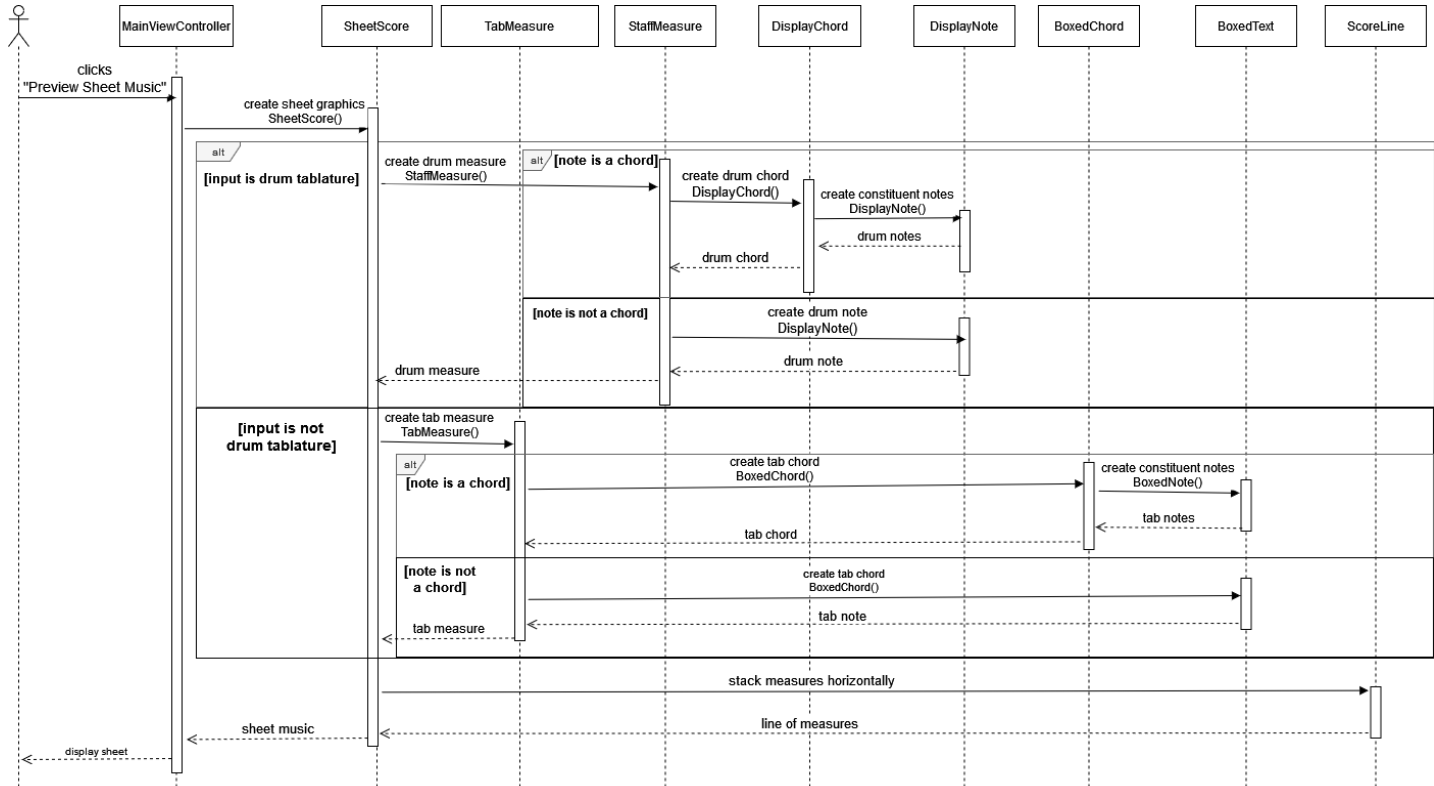 MainViewController
SheetScore
TabMeasure
StaffMeasure
DisplayChord
DisplayNote
BoxedChord
BoxedText
ScoreLine
clicks
"Preview Sheet Music"
create sheet graphics
SheetScore()
alt
[input is drum tablature]
create drum measure
StaffMeasure()
alt
[note is a chord]
create drum chord
DisplayChord()
create constituent notes
DisplayNote()
drum notes
drum chord
[note is not a chord]
create drum note
DisplayNote()
drum note
drum measure
[input is not
drum tablature]
create tab measure
TabMeasure()
alt
[note is a chord]
create tab chord
BoxedChord()
create constituent notes
BoxedNote()
tab notes
tab chord
[note is not
a chord]
create tab chord
BoxedChord()
tab note
tab measure
stack measures horizontally
line of measures
sheet music
display sheet